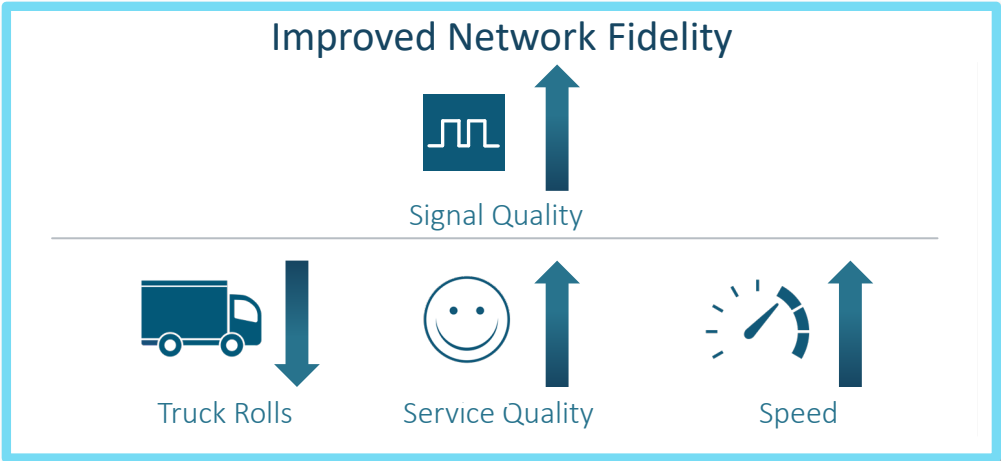 Improved Network Fidelity
Signal Quality
Truck Rolls
Service Quality
Speed